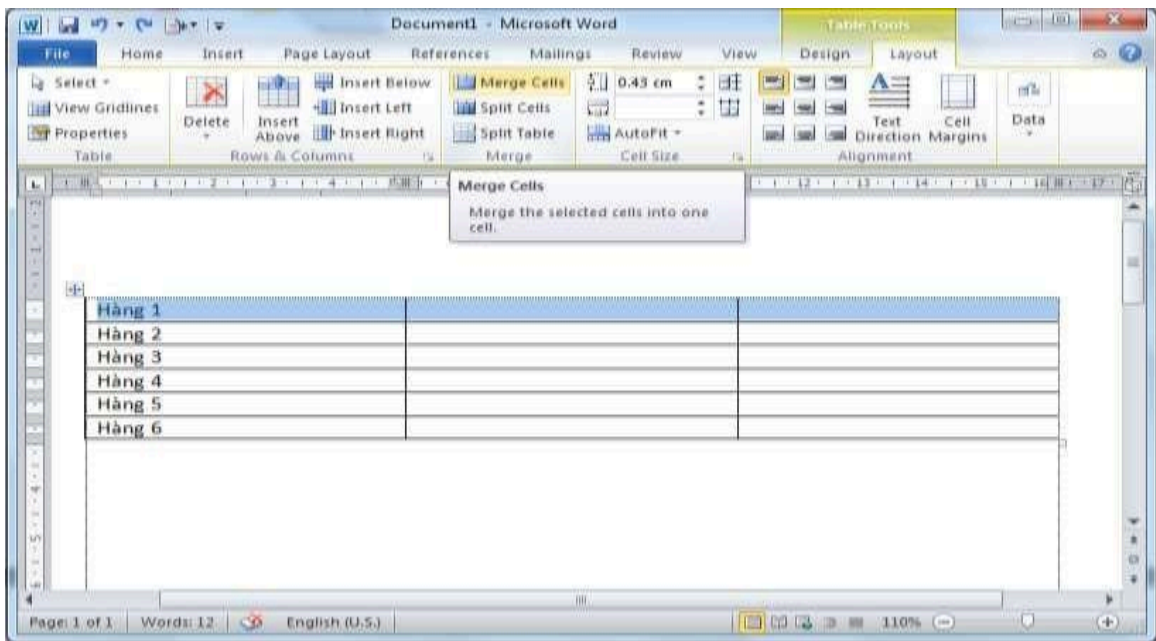 Document1 - Microsoft Word
Table Tools
File Home Insert Page Layout References Mailings Review View Design Layout
Select
View Gridlines
Properties
Table
Delete
Insert Above
Insert Below
Insert Left
Insert Right
Rows & Columns
Merge Cells
Split Cells
Split Table
Merge
0.43 cm
AutoFit
Cell Size
Text Direction
Cell Margins
Alignment
Data
Merge Cells
Merge the selected cells into one
cell.
Hàng 1
Hàng 2
Hàng 3
Hàng 4
Hàng 5
Hàng 6
Page: 1 of 1 Words: 12 English (U.S.) 110%